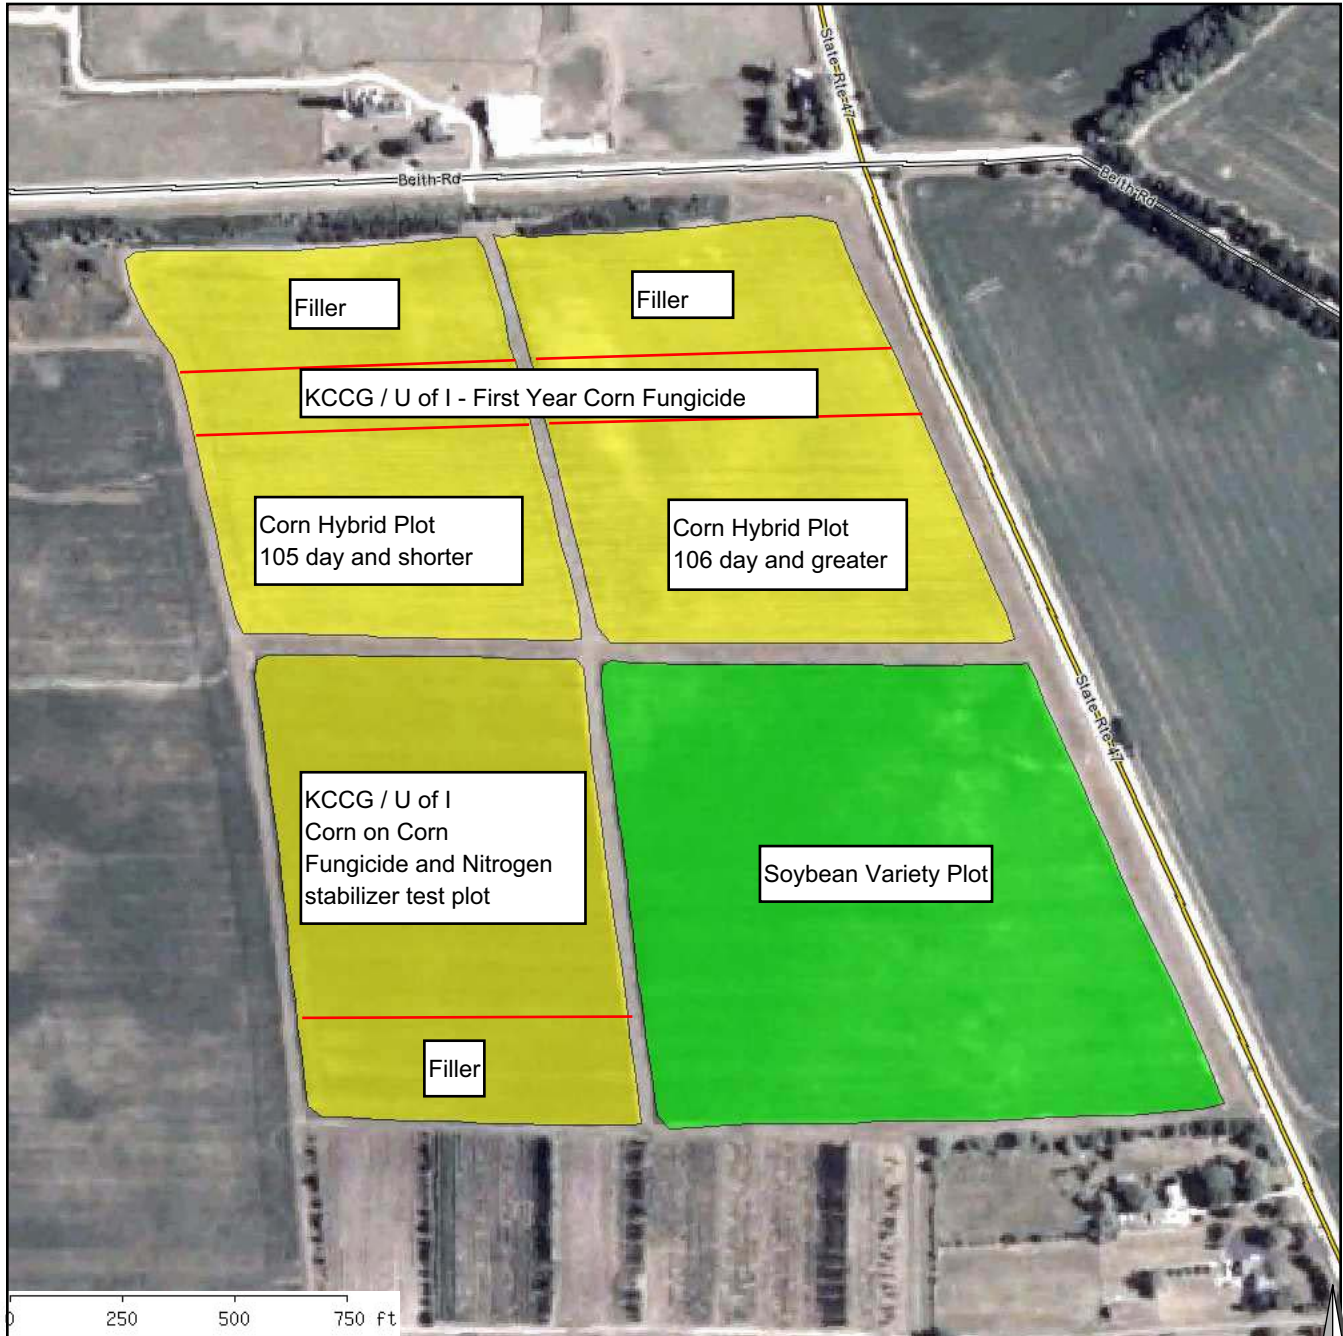 State-Rte-47
Beith-Rd
Beith-Rd
Filler
Filler
KCCG / U of I - First Year Corn Fungicide
Corn Hybrid Plot
105 day and shorter
Corn Hybrid Plot
106 day and greater
State-Rte-47
KCCG / U of I
Corn on Corn
Fungicide and Nitrogen
stabilizer test plot
Soybean Variety Plot
Filler
0 250 500 750 ft